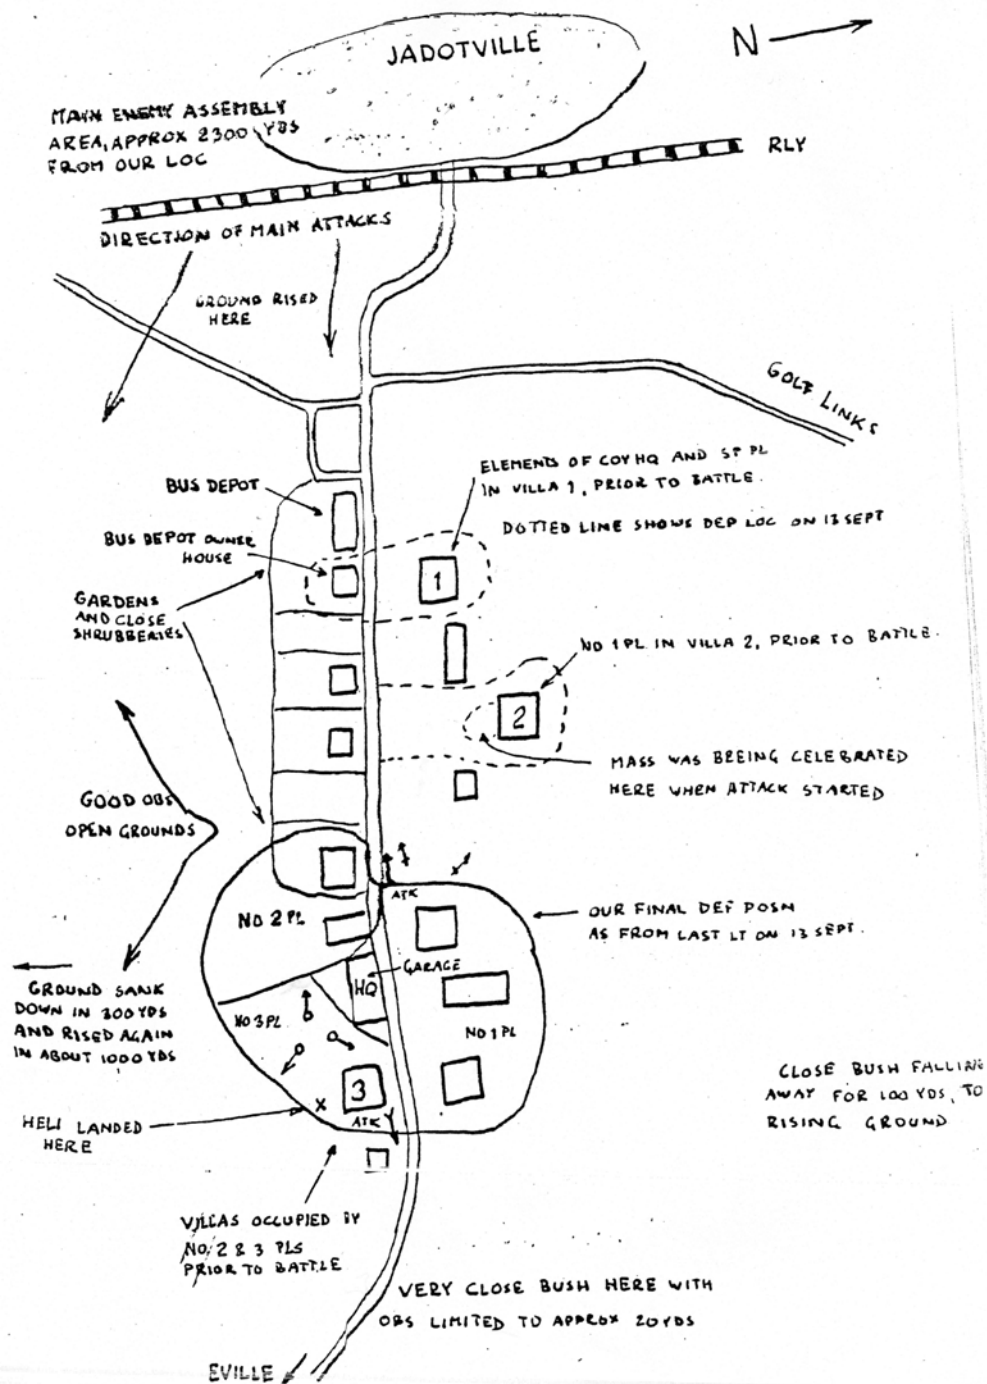 JADOTVILLE
N
MAIN ENEMY ASSEMBLY
AREA, APPROX 2300 YDS
FROM OUR LOC
RLY
DIRECTION OF MAIN ATTACKS
GROUND RISED
HERE
GOLF LINKS
ELEMENTS OF COY HQ AND SP PL
IN VILLA 1, PRIOR TO BATTLE.
BUS DEPOT
DOTTED LINE SHOWS DEP LOC ON 13 SEPT
BUS DEPOT OWNER
HOUSE
1
GARDENS
AND CLOSE
SHRUBBERIES
NO 1 PL IN VILLA 2, PRIOR TO BATTLE.
2
MASS WAS BEEING CELEBRATED
HERE WHEN ATTACK STARTED
GOOD OBS
OPEN GROUNDS
ATK
NO 2 PL
OUR FINAL DEF POSN
AS FROM LAST LT ON 13 SEPT.
GARAGE
HQ
GROUND SANK
DOWN IN 300 YDS
AND RISED AGAIN
IN ABOUT 1000 YDS
NO 3 PL
NO 1 PL
CLOSE BUSH FALLING
AWAY FOR 100 YDS, TO
RISING GROUND
3
X
ATK
HELI LANDED
HERE
VILLAS OCCUPIED BY
NO. 2 & 3 PLS
PRIOR TO BATTLE
VERY CLOSE BUSH HERE WITH
OBS LIMITED TO APPROX 20 YDS
EVILLE